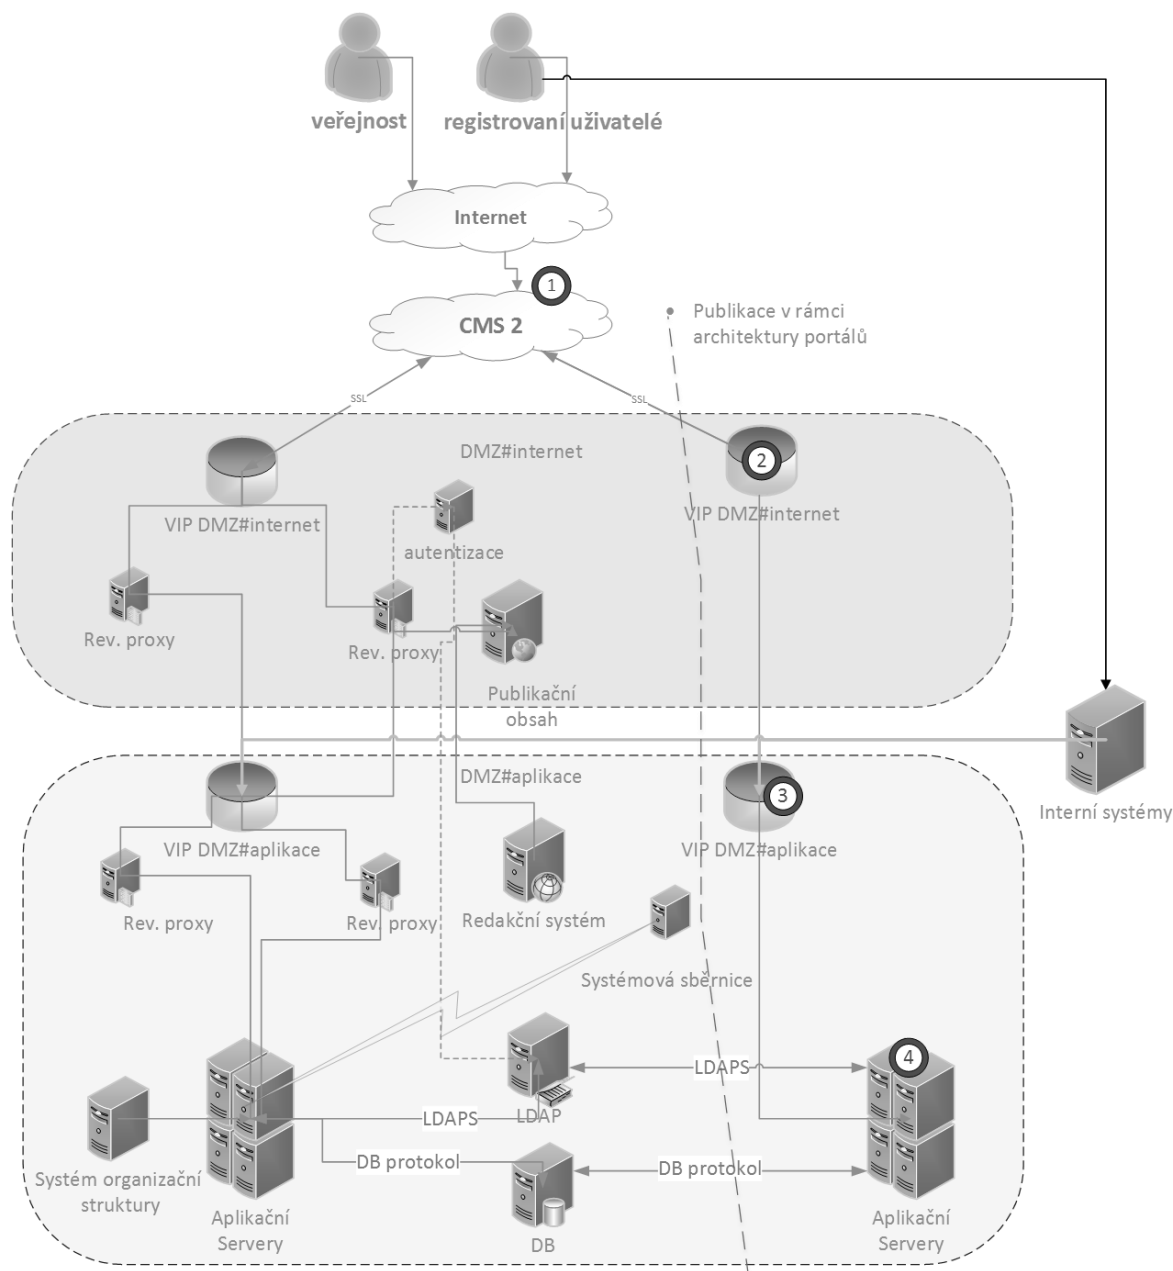 veřejnost
registrovaní uživatelé
Internet
1
CMS 2
Publikace v rámci
architektury portálů
SSL
SSL
DMZ#internet
2
VIP DMZ#internet
VIP DMZ#internet
autentizace
Rev. proxy
Rev. proxy
Publikační
obsah
DMZ#aplikace
3
Interní systémy
VIP DMZ#aplikace
VIP DMZ#aplikace
Rev. proxy
Rev. proxy
Redakční systém
Systémová sběrnice
4
LDAPS
LDAPS
LDAP
DB protokol
DB protokol
Systém organizační
struktury
Aplikační
Servery
DB
Aplikační
Servery